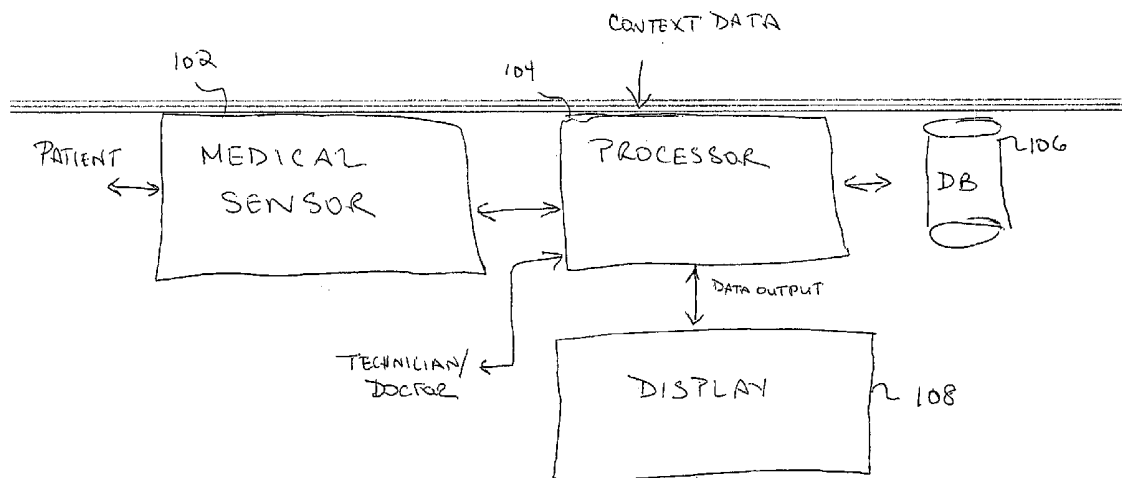 CONTEXT DATA
102
104
PATIENT
MEDICAL
SENSOR
PROCESSOR
DB
106
DATA OUTPUT
TECHNICIAN/
DOCTOR
DISPLAY
108